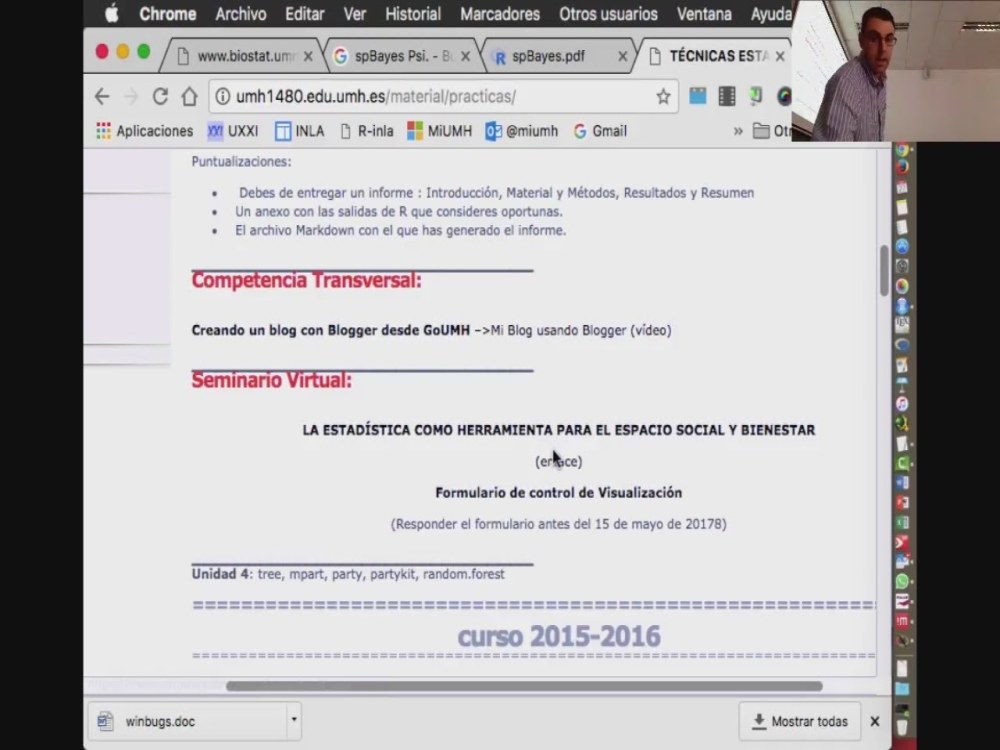 Chrome Archivo Editar Ver Historial Marcadores Otros usuarios Ventana Ayuda
www.biostat.umn spBayes Psi. - B spBayes.pdf TÉCNICAS ESTA
umh1480.edu.umh.es/material/practicas/
Aplicaciones UXXI INLA R-inla MiUMH @miumh Gmail » Otr
Puntualizaciones:
• Debes de entregar un informe : Introducción, Material y Métodos, Resultados y Resumen
• Un anexo con las salidas de R que consideres oportunas.
• El archivo Markdown con el que has generado el informe.
Competencia Transversal:
Creando un blog con Blogger desde GoUMH –>Mi Blog usando Blogger (vídeo)
Seminario Virtual:
LA ESTADÍSTICA COMO HERRAMIENTA PARA EL ESPACIO SOCIAL Y BIENESTAR
(enlace)
Formulario de control de Visualización
(Responder el formulario antes del 15 de mayo de 20178)
Unidad 4: tree, mpart, party, partykit, random.forest
curso 2015-2016
winbugs.doc Mostrar todas